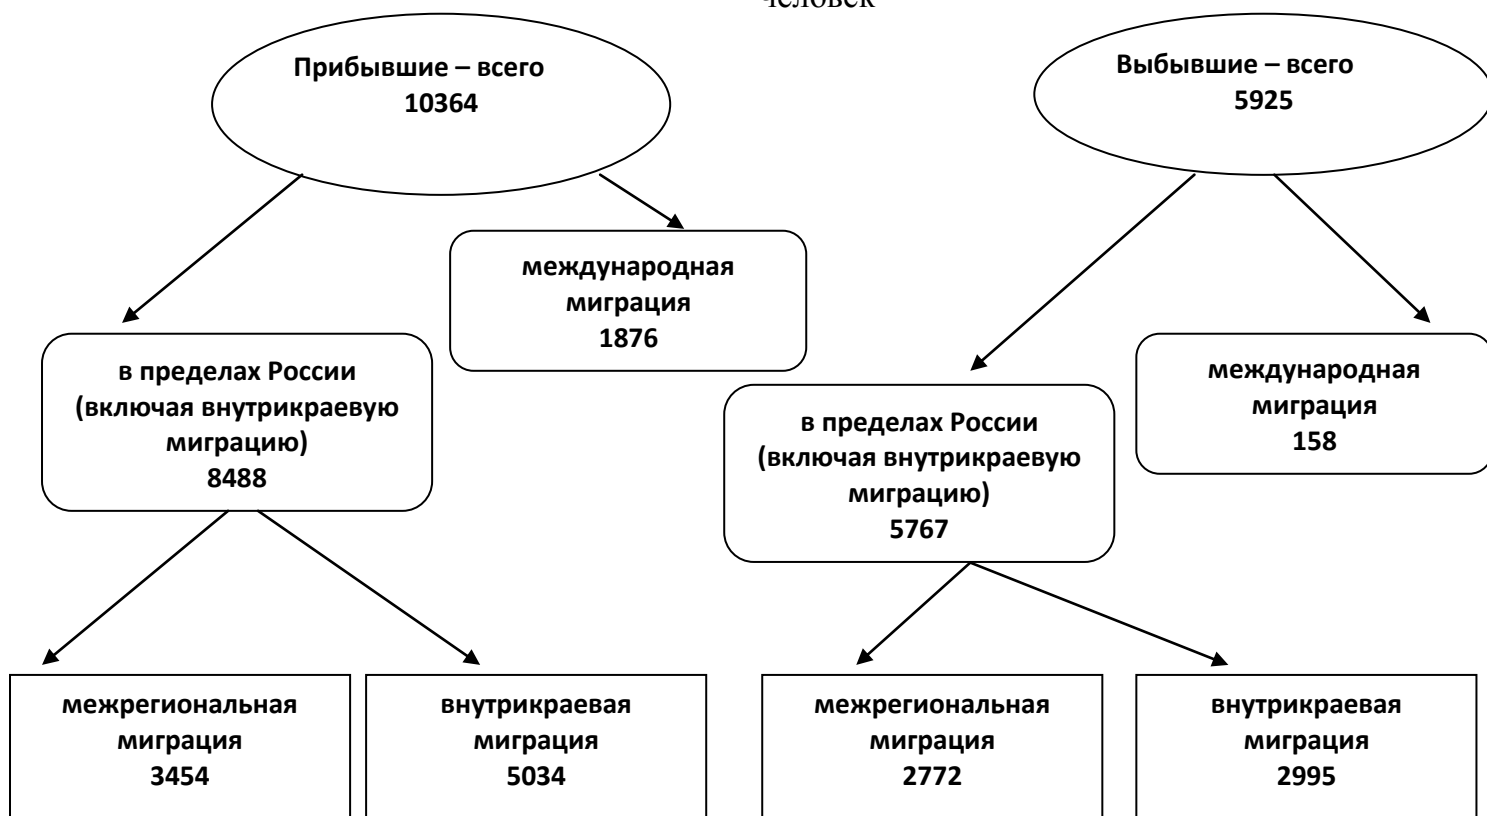 человек
Прибывшие – всего
10364
Выбывшие – всего
5925
международная
миграция
1876
в пределах России
(включая внутрикраевую
миграцию)
8488
международная
миграция
158
в пределах России
(включая внутрикраевую
миграцию)
5767
межрегиональная
миграция
3454
внутрикраевая
миграция
5034
межрегиональная
миграция
2772
внутрикраевая
миграция
2995